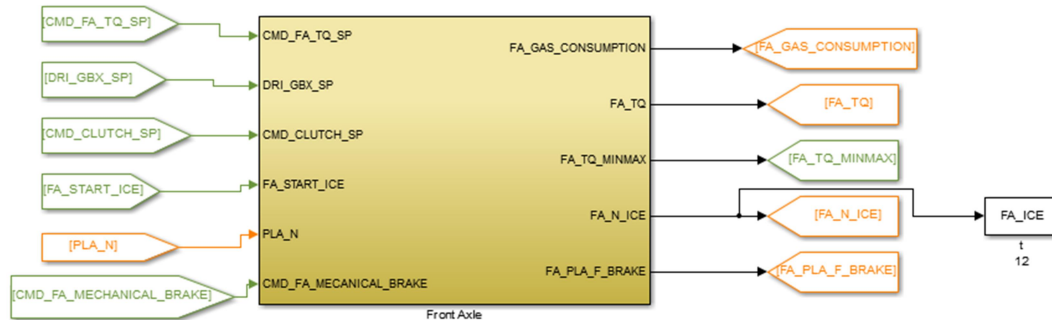 [CMD_FA_TQ_SP]
[DRI_GBX_SP]
[CMD_CLUTCH_SP]
[FA_START_ICE]
[PLA_N]
[CMD_FA_MECHANICAL_BRAKE]
CMD_FA_TQ_SP
DRI_GBX_SP
CMD_CLUTCH_SP
FA_START_ICE
PLA_N
CMD_FA_MECANICAL_BRAKE
FA_GAS_CONSUMPTION
FA_TQ
FA_TQ_MINMAX
FA_N_ICE
FA_PLA_F_BRAKE
Front Axle
[FA_GAS_CONSUMPTION]
[FA_TQ]
[FA_TQ_MINMAX]
[FA_N_ICE]
[FA_PLA_F_BRAKE]
FA_ICE
t
12